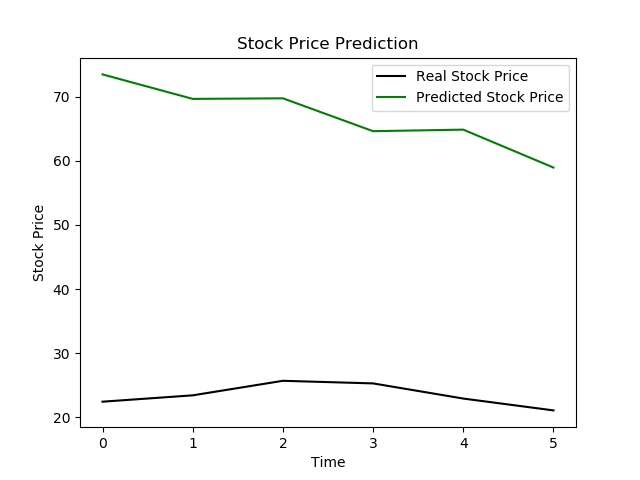 Stock Price Prediction
Real Stock Price
Predicted Stock Price
70
60
50
40
30
20
Stock Price
0 1 2 3 4 5
Time